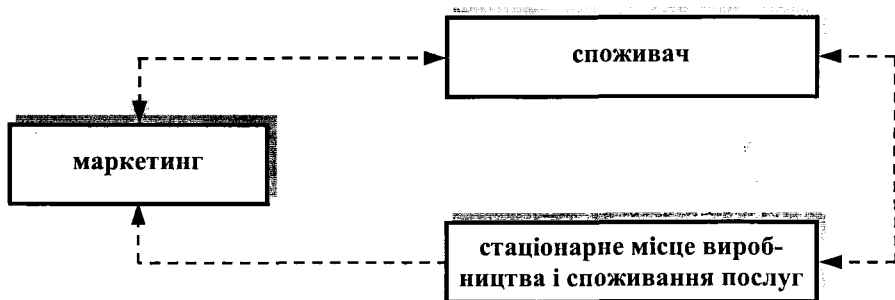 споживач
маркетинг
стаціонарне місце вироб-
ництва і споживання послуг